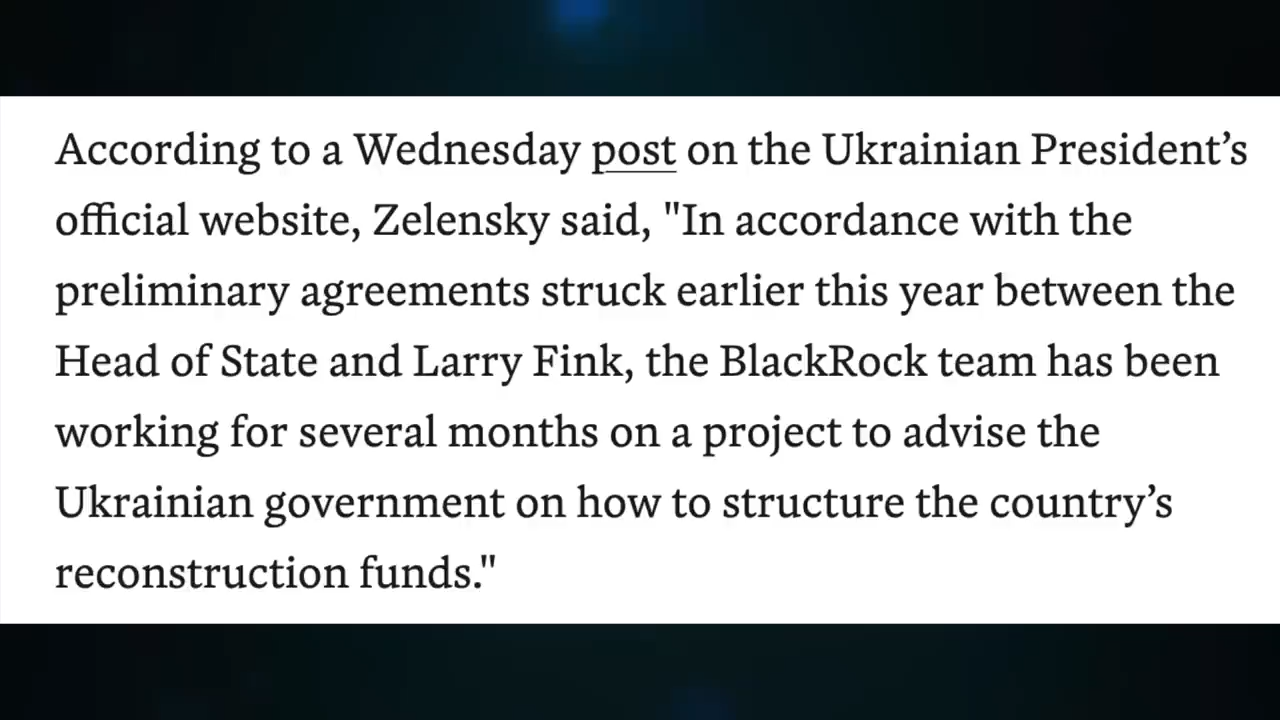 According to a Wednesday post on the Ukrainian President’s
official website, Zelensky said, "In accordance with the
preliminary agreements struck earlier this year between the
Head of State and Larry Fink, the BlackRock team has been
working for several months on a project to advise the
Ukrainian government on how to structure the country’s
reconstruction funds."